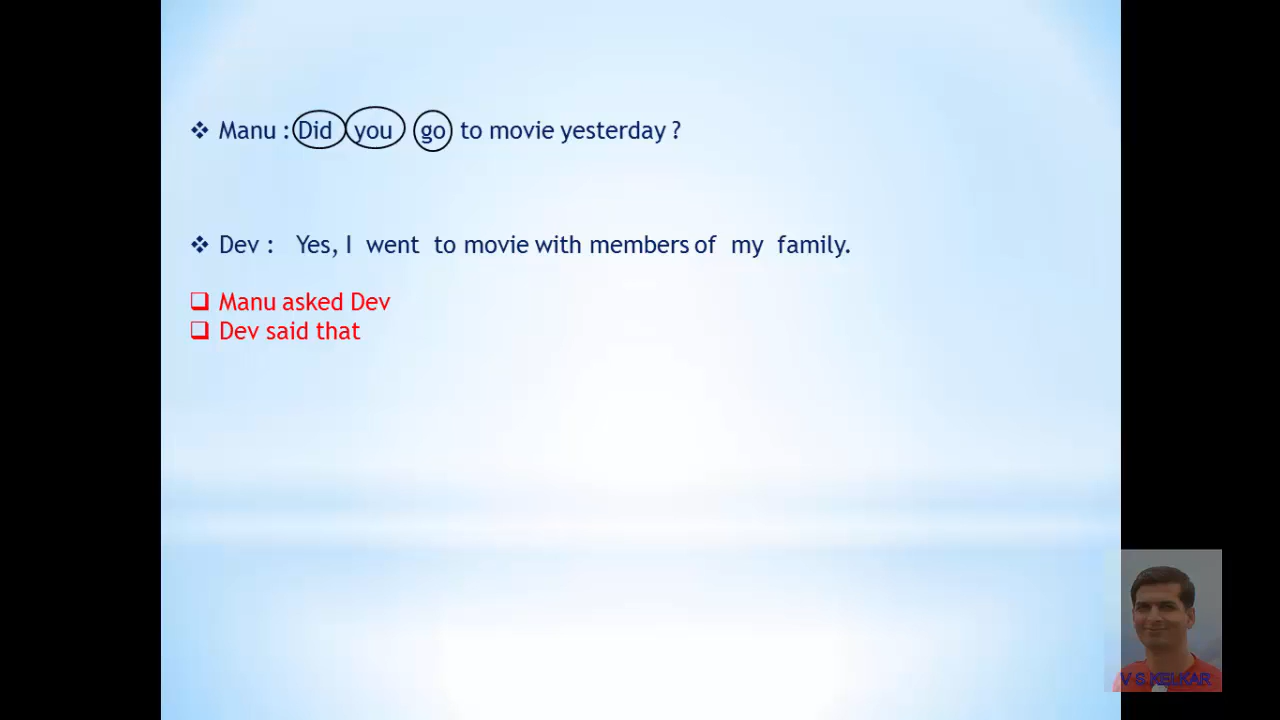 ❖ Manu : Did you go to movie yesterday ?
❖ Dev : Yes, I went to movie with members of my family.
❑ Manu asked Dev
❑ Dev said that
V S KELKAR